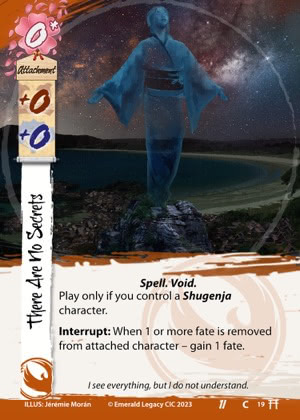 0
Attachment
+0
+0
There Are No Secrets
Spell. Void.
Play only if you control a Shugenja
character.
Interrupt: When 1 or more fate is removed
from attached character – gain 1 fate.
I see everything, but I do not understand.
ILLUS: Jérémie Morán © Emerald Legacy CIC 2023 C 19